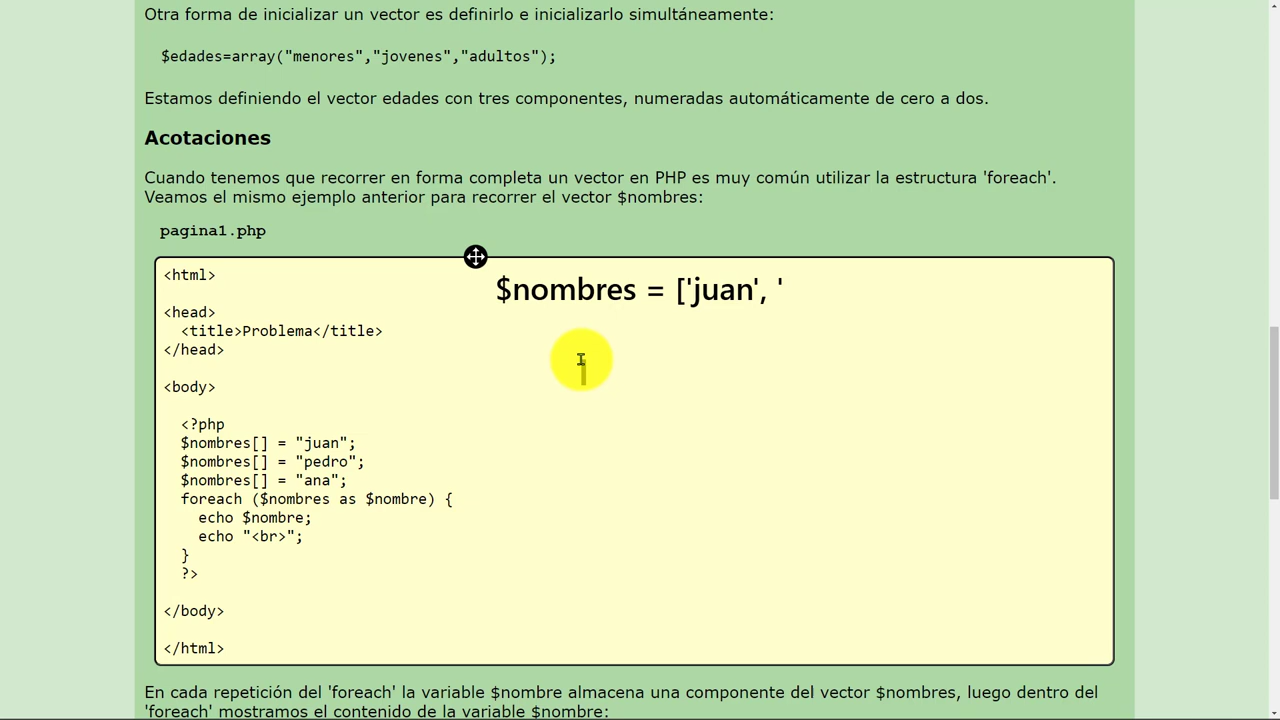 Otra forma de inicializar un vector es definirlo e inicializarlo simultáneamente:
$edades=array("menores","jovenes","adultos");
Estamos definiendo el vector edades con tres componentes, numeradas automáticamente de cero a dos.
Acotaciones
Cuando tenemos que recorrer en forma completa un vector en PHP es muy común utilizar la estructura 'foreach'.
Veamos el mismo ejemplo anterior para recorrer el vector $nombres:
pagina1.php
<html>
$nombres = ['juan', '
<head>
  <title>Problema</title>
</head>
<body>
  <?php
  $nombres[] = "juan";
  $nombres[] = "pedro";
  $nombres[] = "ana";
  foreach ($nombres as $nombre) {
    echo $nombre;
    echo "<br>";
  }
  ?>
</body>
</html>
En cada repetición del 'foreach' la variable $nombre almacena una componente del vector $nombres, luego dentro del
'foreach' mostramos el contenido de la variable $nombre: